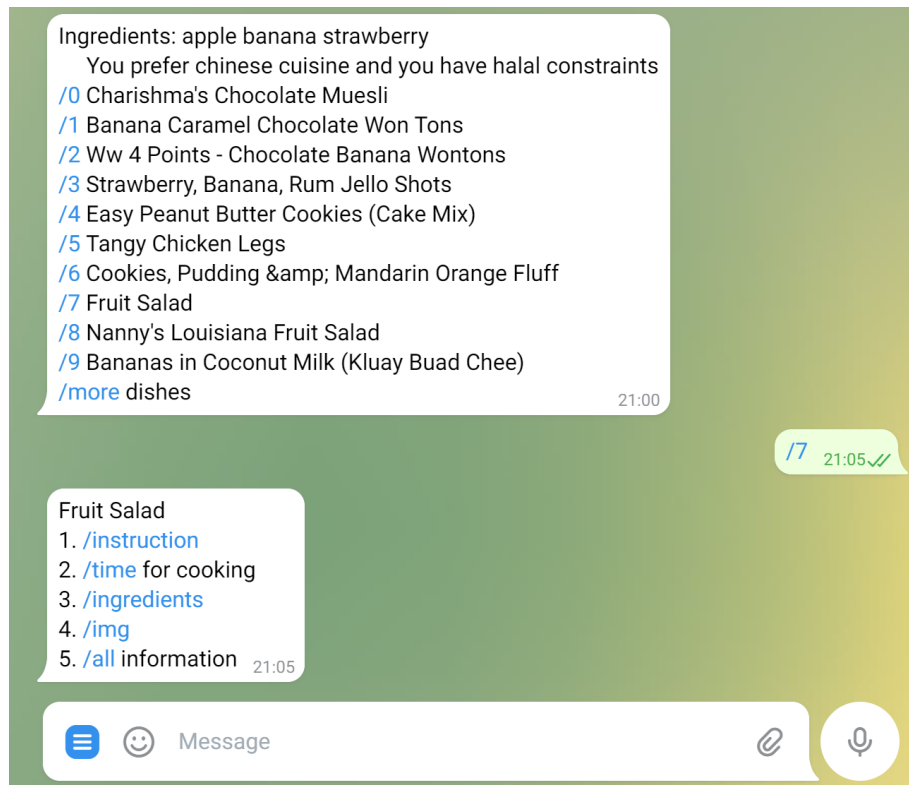 Ingredients: apple banana strawberry
You prefer chinese cuisine and you have halal constraints
/0 Charishma's Chocolate Muesli
/1 Banana Caramel Chocolate Won Tons
/2 Ww 4 Points - Chocolate Banana Wontons
/3 Strawberry, Banana, Rum Jello Shots
/4 Easy Peanut Butter Cookies (Cake Mix)
/5 Tangy Chicken Legs
/6 Cookies, Pudding &amp; Mandarin Orange Fluff
/7 Fruit Salad
/8 Nanny's Louisiana Fruit Salad
/9 Bananas in Coconut Milk (Kluay Buad Chee)
/more dishes
21:00
/7 21:05
Fruit Salad
1. /instruction
2. /time for cooking
3. /ingredients
4. /img
5. /all information 21:05
Message